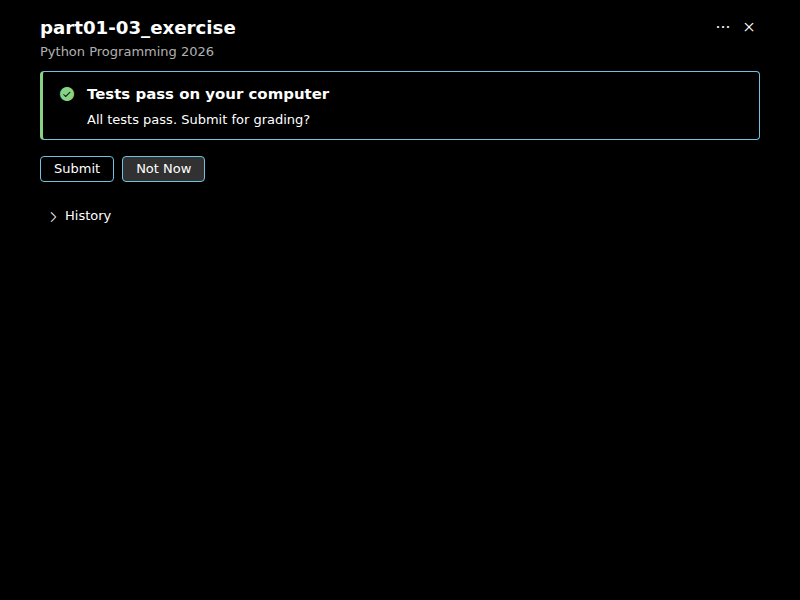 part01-03_exercise
Python Programming 2026
Tests pass on your computer
All tests pass. Submit for grading?
Submit
Not Now
History